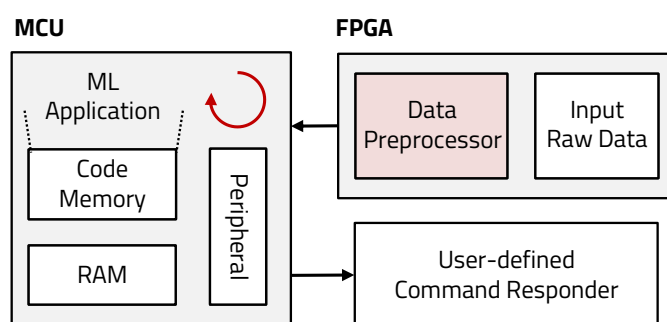 MCU
ML
Application
Code
Memory
RAM
Peripheral
FPGA
Data
Preprocessor
Input
Raw Data
User-defined
Command Responder